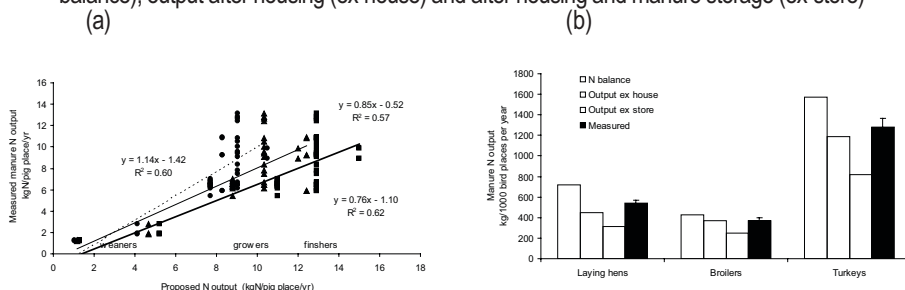 balance), output after housing (ex house) and after housing and manure storage (ex store)
(a)
(b)
Measured manure N output
kgN/pig place/yr)
16
14
12
10
8
6
4
2
0
y = 0.85x - 0.52
R² = 0.57
y = 1.14x - 1.42
R² = 0.60
y = 0.76x - 1.10
R² = 0.62
weaners growers finshers
0 2 4 6 8 10 12 14 16 18
Proposed N output (kgN/pig place/yr)
Manure N output
kg/1000 bird places per year
1800
1600
1400
1200
1000
800
600
400
200
0
N balance
Output ex house
Output ex store
Measured
Laying hens Broilers Turkeys